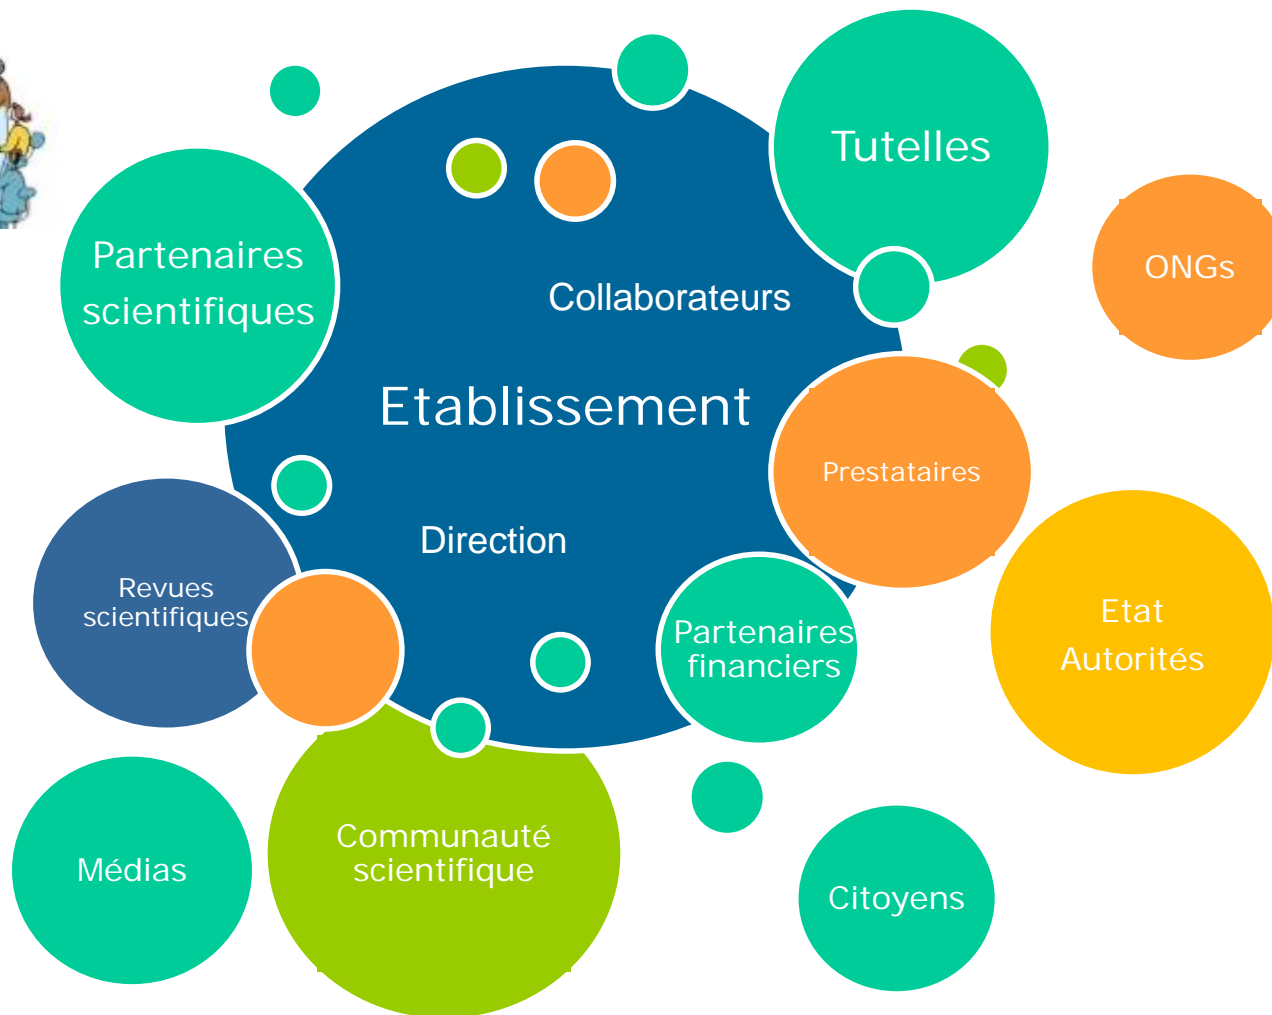 Tutelles
Partenaires
scientifiques
ONGs
Collaborateurs
Etablissement
Prestataires
Direction
Revues
scientifiques
Partenaires
financiers
Etat
Autorités
Communauté
scientifique
Médias
Citoyens